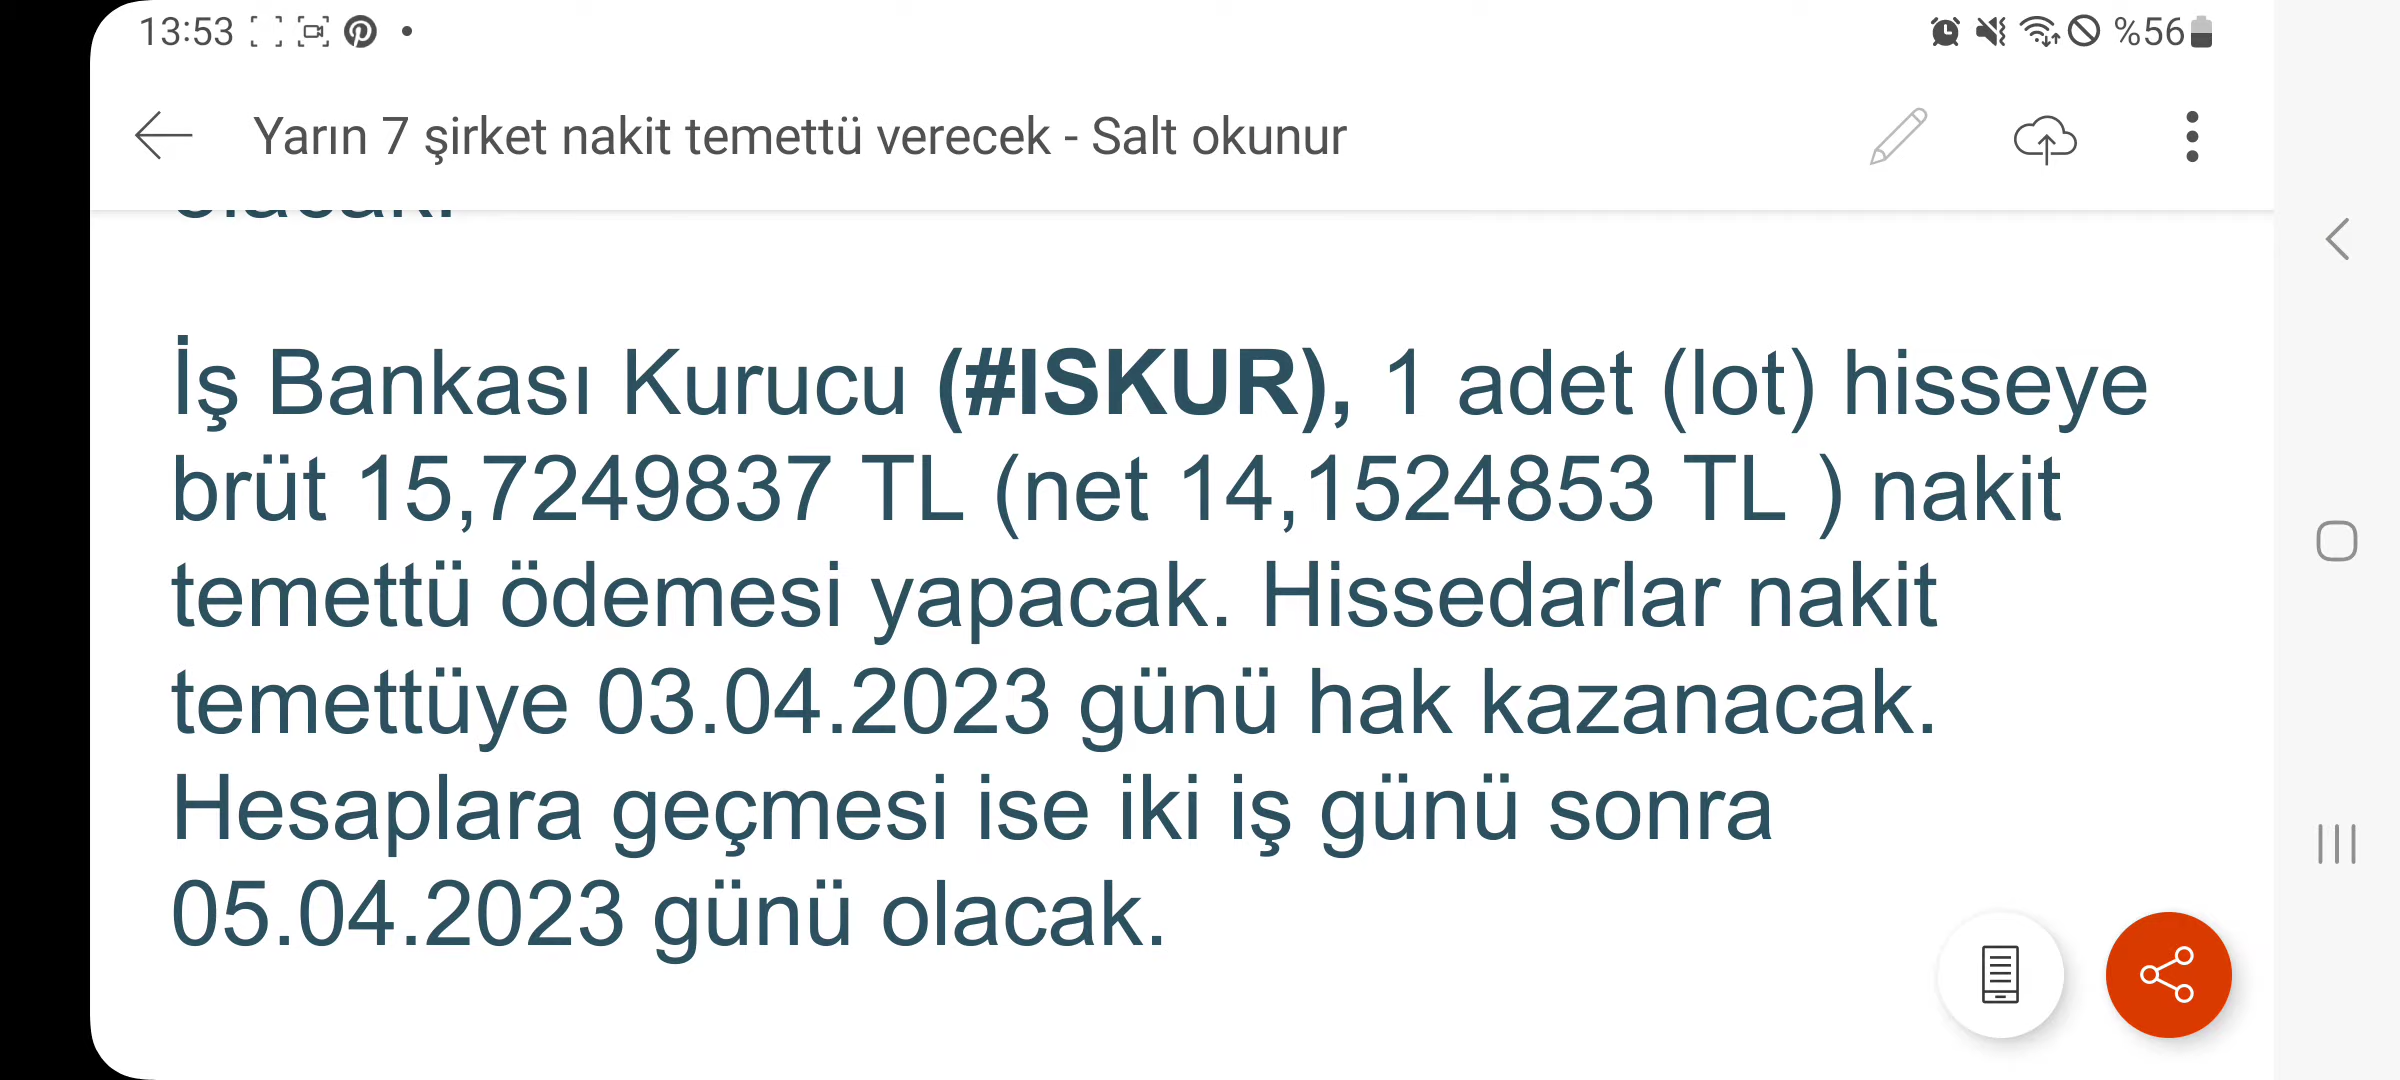 13:53
%56
Yarın 7 şirket nakit temettü verecek - Salt okunur
İş Bankası Kurucu (#ISKUR), 1 adet (lot) hisseye
brüt 15,7249837 TL (net 14,1524853 TL ) nakit
temettü ödemesi yapacak. Hissedarlar nakit
temettüye 03.04.2023 günü hak kazanacak.
Hesaplara geçmesi ise iki iş günü sonra
05.04.2023 günü olacak.